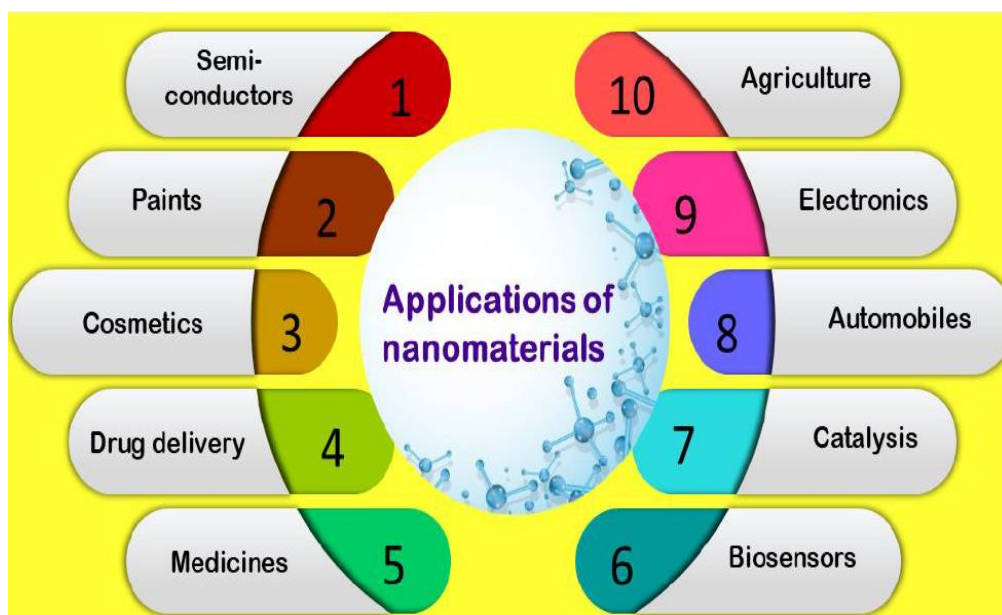 Semi-
conductors
1
Paints
2
Cosmetics
3
Drug delivery
4
Medicines
5
Applications of
nanomaterials
10
Agriculture
9
Electronics
8
Automobiles
7
Catalysis
6
Biosensors